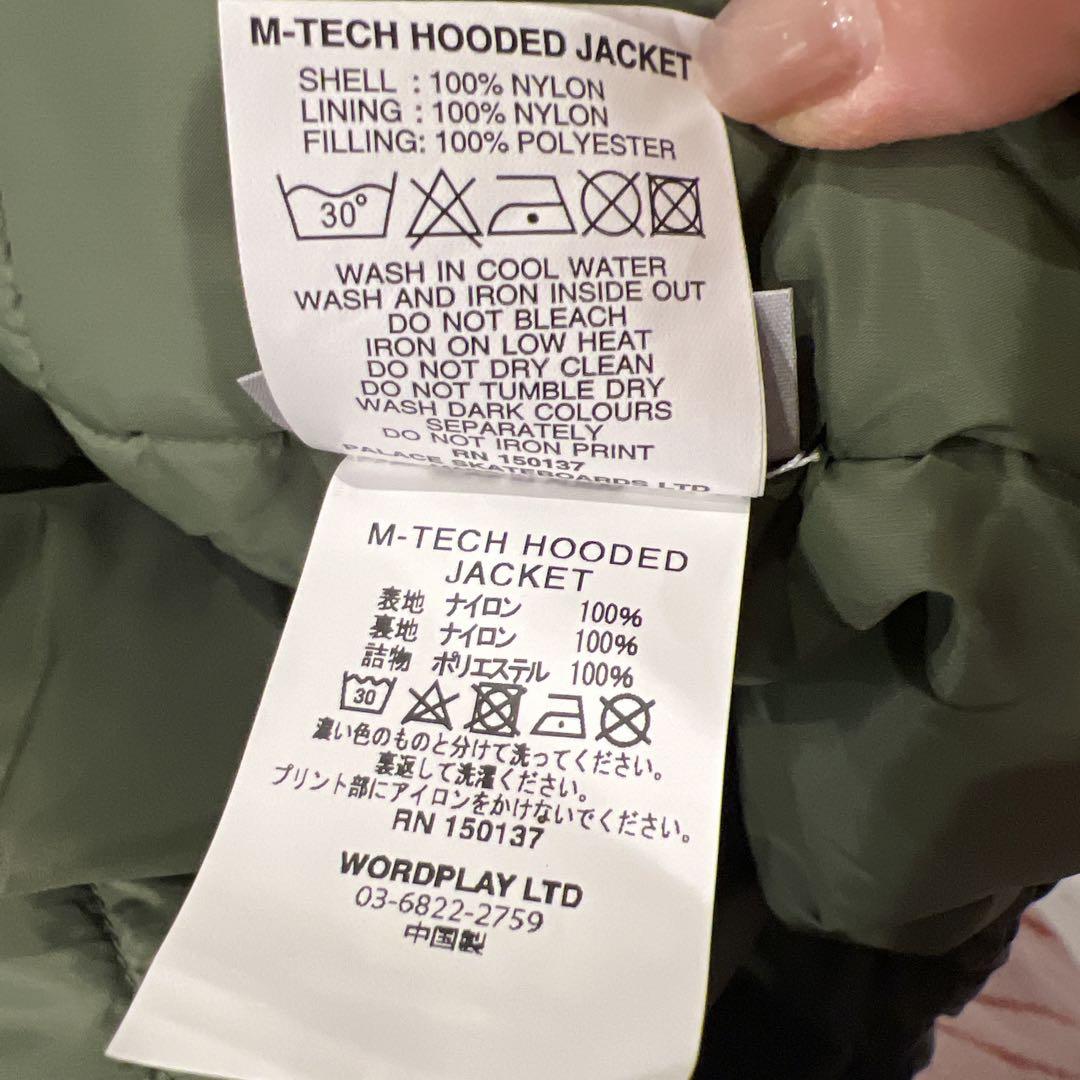 M-TECH HOODED JACKET
SHELL : 100% NYLON
LINING : 100% NYLON
FILLING: 100% POLYESTER
30°
WASH IN COOL WATER
WASH AND IRON INSIDE OUT
DO NOT BLEACH
IRON ON LOW HEAT
DO NOT DRY CLEAN
DO NOT TUMBLE DRY
WASH DARK COLOURS
SEPARATELY
DO NOT IRON PRINT
RN 150137
PALACE SKATEBOARDS LTD
M-TECH HOODED
JACKET
表地 ナイロン 100%
裏地 ナイロン 100%
詰物 ポリエステル 100%
30
濃い色のものと分けて洗ってください。
裏返して洗濯ください。
プリント部にアイロンをかけないでください。
RN 150137
WORDPLAY LTD
03-6822-2759
中国製